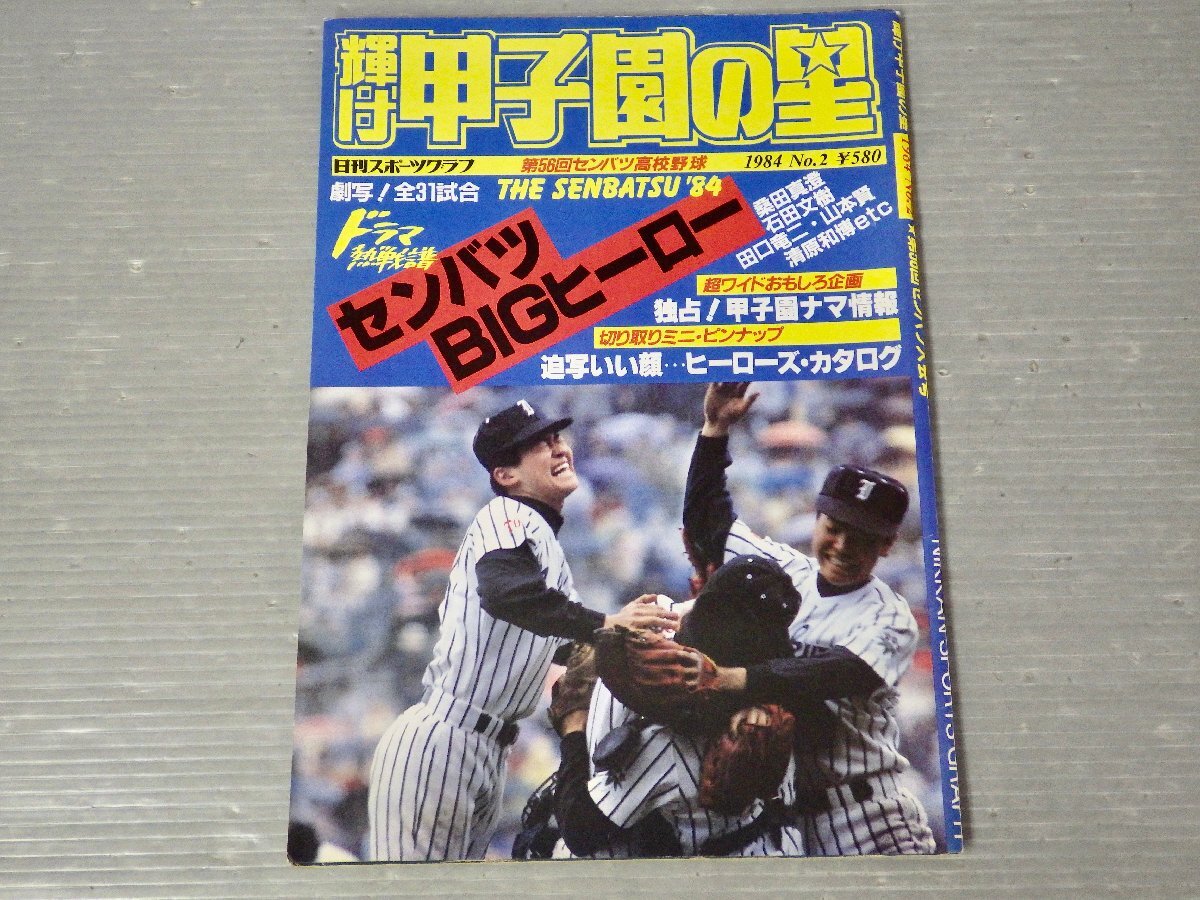 輝け甲子園の星
日刊スポーツグラフ
第56回センバツ高校野球
1984 No.2 ¥580
劇写!全31試合
THE SENBATSU '84
ドラマ
熱戦譜
センバツ
BIGヒーロー
桑田真澄
石田文樹
田口竜二・山本賢
清原和博etc
超ワイドおもしろ企画
独占!甲子園ナマ情報
切り取りミニ・ピンナップ
迫写いい顔…ヒーローズ・カタログ
NIKKAN SPORTS GRAPH